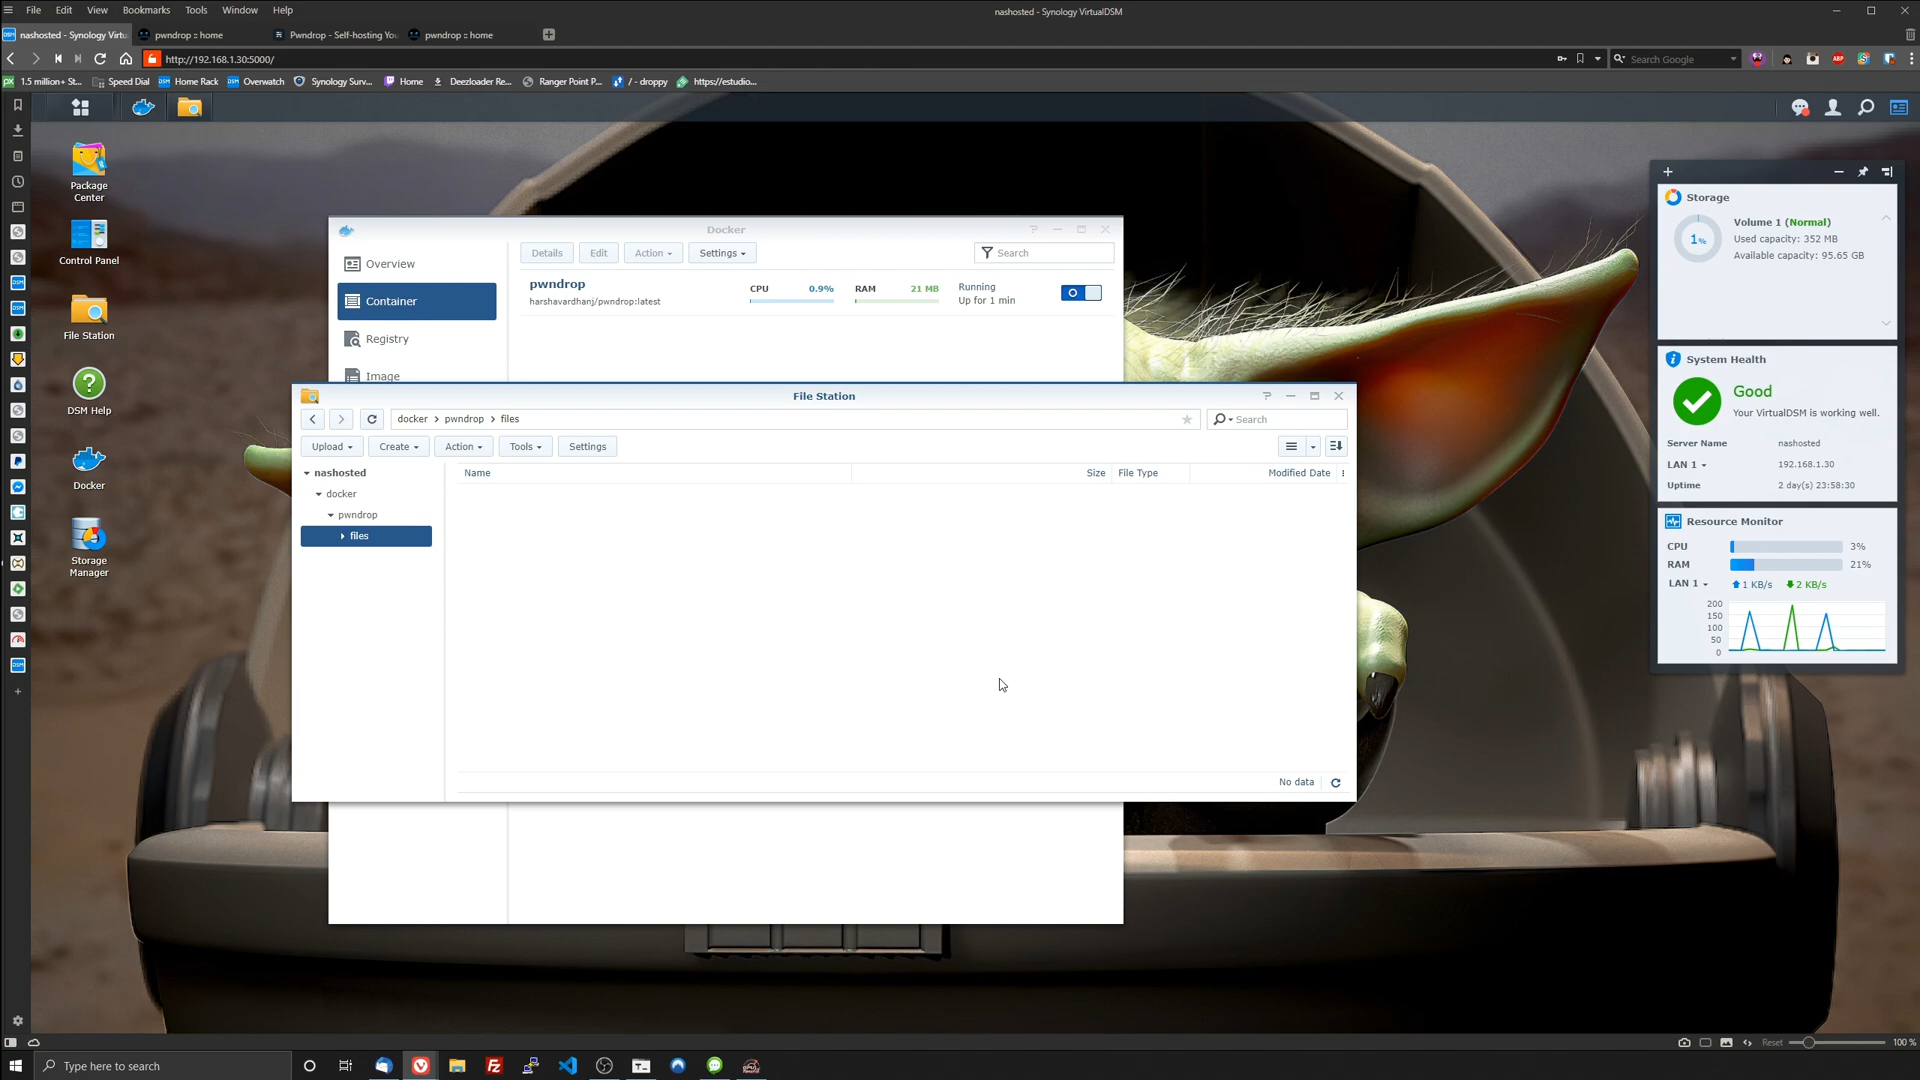 File Edit View Bookmarks Tools Window Help
nashosted - Synology VirtualDSM
nashosted - Synology Virtu
pwndrop :: home
Pwndrop - Self-hosting You
pwndrop :: home
http://192.168.1.30:5000/
Search Google
1.5 million+ St...
Speed Dial
Home Rack
Overwatch
Synology Surv...
Home
Deezloader Re...
Ranger Point P...
/ - droppy
https://estudio...
Package
Center
Control Panel
File Station
DSM Help
Docker
Storage
Manager
Docker
Overview
Container
Registry
Image
Details
Edit
Action
Settings
Search
pwndrop
harshavardhanj/pwndrop:latest
CPU 0.9%
RAM 21 MB
Running
Up for 1 min
File Station
docker > pwndrop > files
Search
Upload
Create
Action
Tools
Settings
nashosted
docker
pwndrop
files
Name
Size
File Type
Modified Date
No data
Storage
1%
Volume 1 (Normal)
Used capacity: 352 MB
Available capacity: 95.65 GB
System Health
Good
Your VirtualDSM is working well.
Server Name nashosted
LAN 1 192.168.1.30
Uptime 2 day(s) 23:58:30
Resource Monitor
CPU 3%
RAM 21%
LAN 1 1 KB/s 2 KB/s
200
150
100
50
0
Reset
100 %
Type here to search